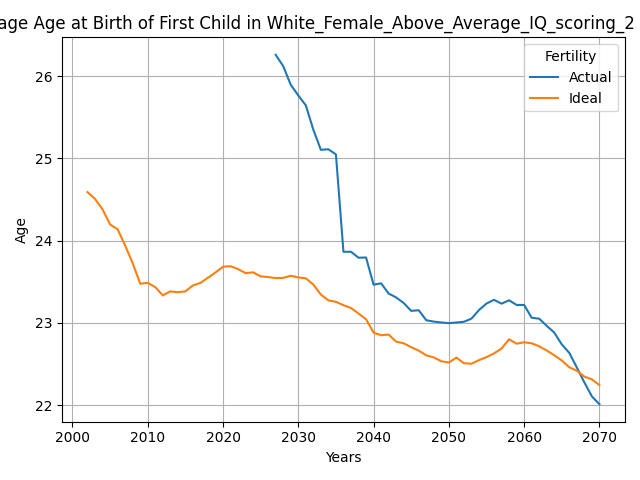 age Age at Birth of First Child in White_Female_Above_Average_IQ_scoring_2
Fertility
Actual
Ideal
26
25
24
23
22
Age
2000
2010
2020
2030
2040
2050
2060
2070
Years